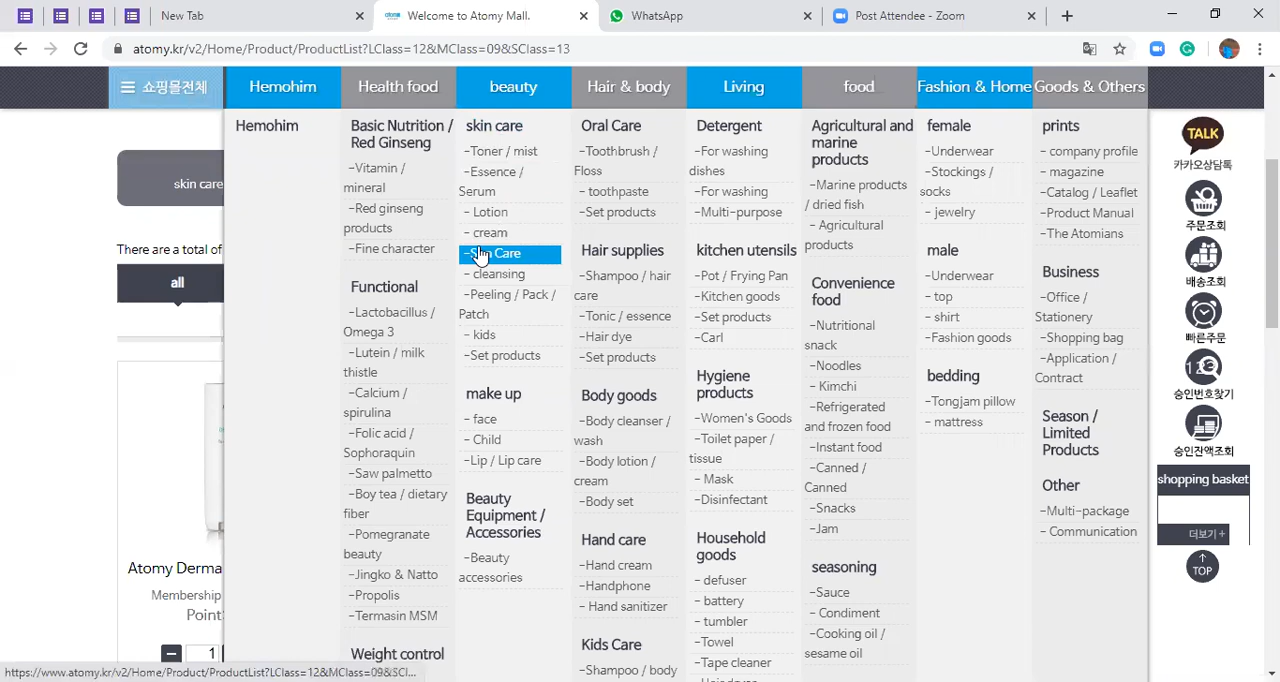 New Tab
Welcome to Atomy Mall.
WhatsApp
Post Attendee - Zoom
atomy.kr/v2/Home/Product/ProductList?LClass=12&MClass=09&SClass=13
쇼핑몰전체
Hemohim
Health food
beauty
Hair & body
Living
food
Fashion & Home
Goods & Others
skin care
There are a total of
all
Atomy Derma
Membership
Point:
1
Hemohim
Basic Nutrition /
Red Ginseng
-Vitamin /
mineral
-Red ginseng
products
-Fine character
Functional
-Lactobacillus /
Omega 3
-Lutein / milk
thistle
-Calcium /
spirulina
-Folic acid /
Sophoraquin
-Saw palmetto
-Boy tea / dietary
fiber
-Pomegranate
beauty
-Jingko & Natto
-Propolis
-Termasin MSM
Weight control
skin care
-Toner / mist
-Essence /
Serum
- Lotion
- cream
-Skin Care
- cleansing
-Peeling / Pack /
Patch
- kids
-Set products
make up
- face
-Child
-Lip / Lip care
Beauty
Equipment /
Accessories
-Beauty
accessories
Oral Care
-Toothbrush /
Floss
- toothpaste
-Set products
Hair supplies
-Shampoo / hair
care
-Tonic / essence
-Hair dye
-Set products
Body goods
-Body cleanser /
wash
-Body lotion /
cream
-Body set
Hand care
-Hand cream
-Handphone
- Hand sanitizer
Kids Care
-Shampoo / body
Detergent
-For washing
dishes
-For washing
-Multi-purpose
kitchen utensils
-Pot / Frying Pan
-Kitchen goods
-Set products
-Carl
Hygiene
products
-Women's Goods
-Toilet paper /
tissue
- Mask
-Disinfectant
Household
goods
- defuser
- battery
- tumbler
-Towel
-Tape cleaner
Agricultural and
marine
products
-Marine products
/ dried fish
- Agricultural
products
Convenience
food
-Nutritional
snack
-Noodles
- Kimchi
-Refrigerated
and frozen food
-Instant food
-Canned /
Canned
-Snacks
-Jam
seasoning
-Sauce
- Condiment
-Cooking oil /
sesame oil
female
-Underwear
-Stockings /
socks
- jewelry
male
-Underwear
- top
- shirt
-Fashion goods
bedding
-Tongjam pillow
- mattress
prints
- company profile
- magazine
-Catalog / Leaflet
-Product Manual
-The Atomians
Business
-Office /
Stationery
-Shopping bag
-Application /
Contract
Season /
Limited
Products
Other
-Multi-package
- Communication
TALK
카카오상담톡
주문조회
배송조회
빠른주문
123
승인번호찾기
승인잔액조회
shopping basket
더보기 +
↑
TOP
https://www.atomy.kr/v2/Home/Product/ProductList?LClass=12&MClass=09&SCl...